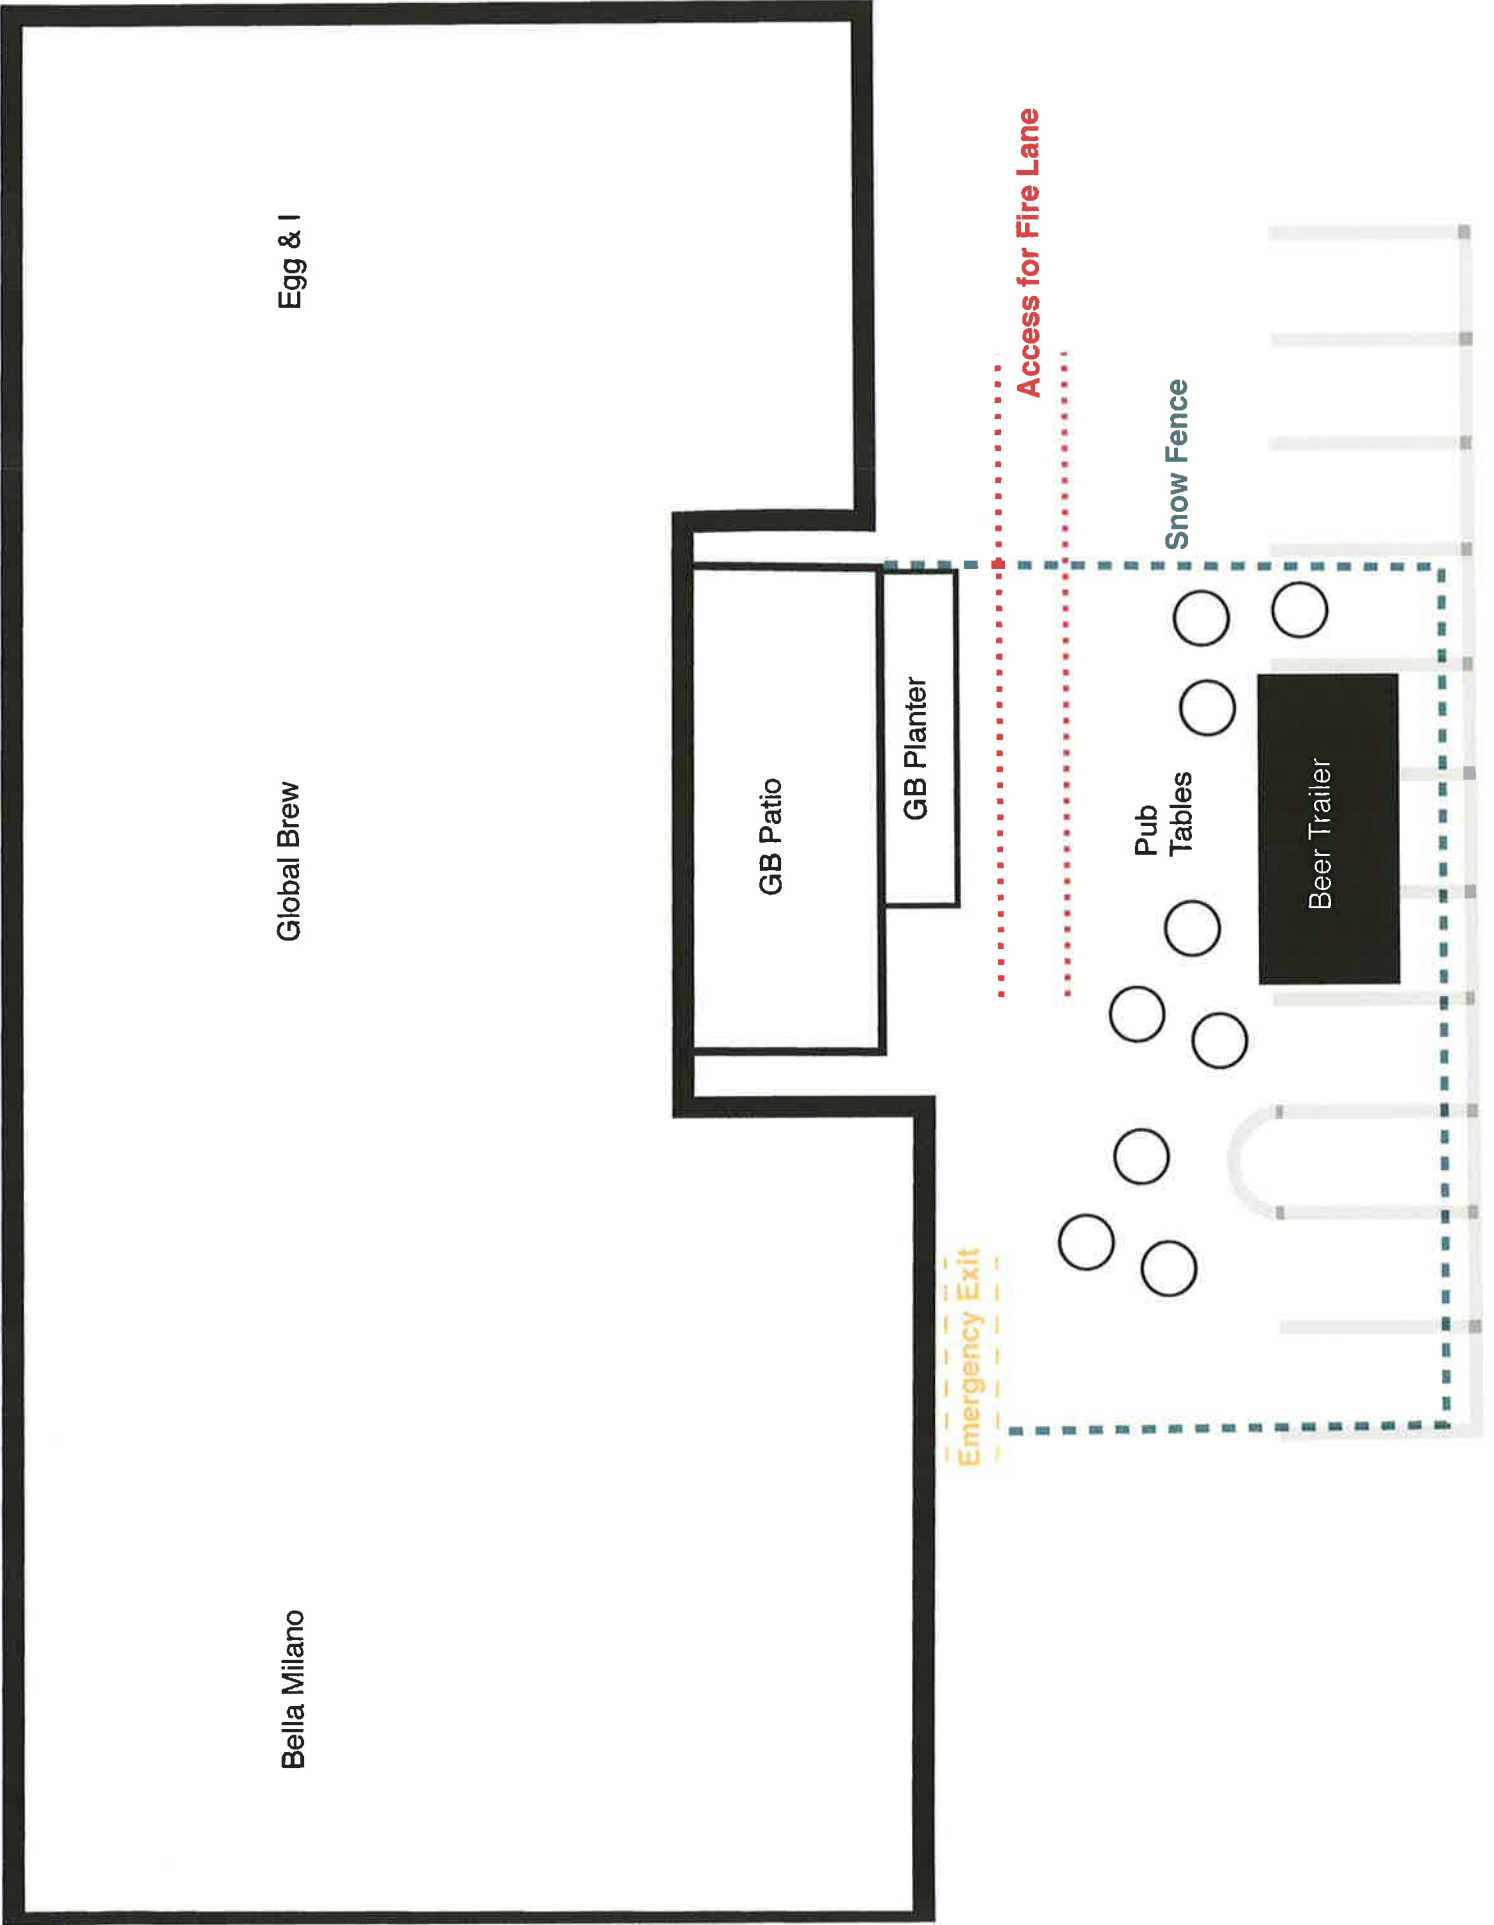 Bella Milano
Global Brew
Egg & I
GB Patio
GB Planter
Access for Fire Lane
Emergency Exit
Pub
Tables
Snow Fence
Beer Trailer